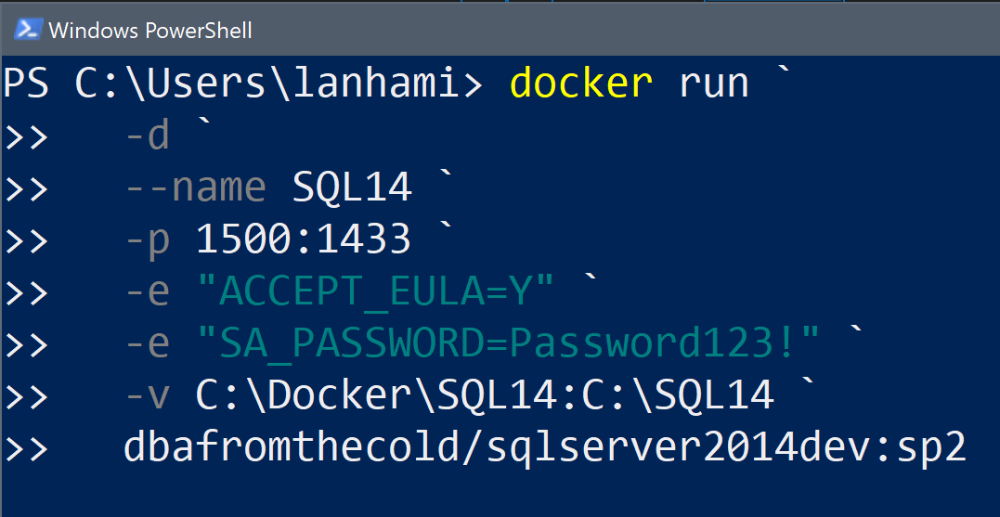 Windows PowerShell
PS C:\Users\lanhami> docker run `
>>   -d `
>>   --name SQL14 `
>>   -p 1500:1433 `
>>   -e "ACCEPT_EULA=Y" `
>>   -e "SA_PASSWORD=Password123!" `
>>   -v C:\Docker\SQL14:C:\SQL14 `
>>   dbafromthecold/sqlserver2014dev:sp2